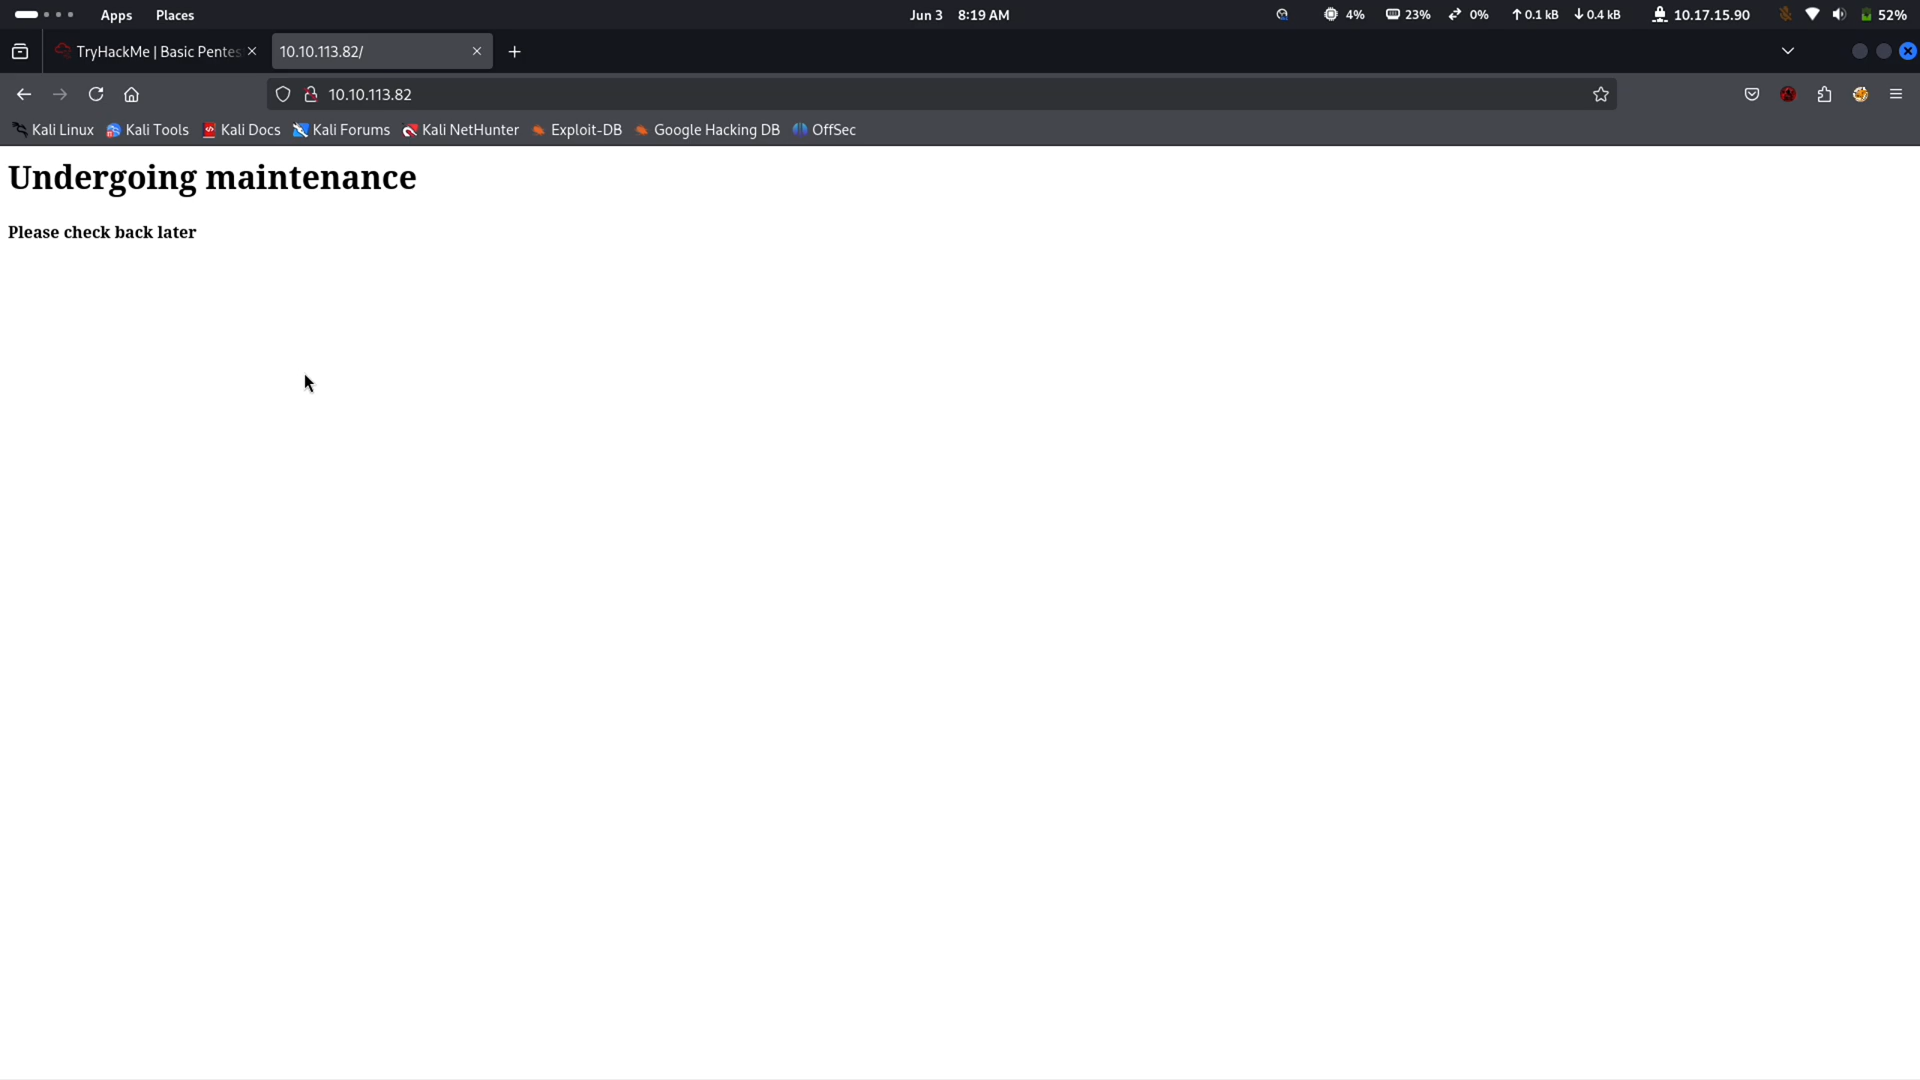 Apps Places Jun 3 8:19 AM 4% 23% 0% ↑0.1 kB ↓0.4 kB 10.17.15.90 52%
TryHackMe | Basic Pentes 10.10.113.82/
10.10.113.82
Kali Linux Kali Tools Kali Docs Kali Forums Kali NetHunter Exploit-DB Google Hacking DB OffSec
Undergoing maintenance
Please check back later